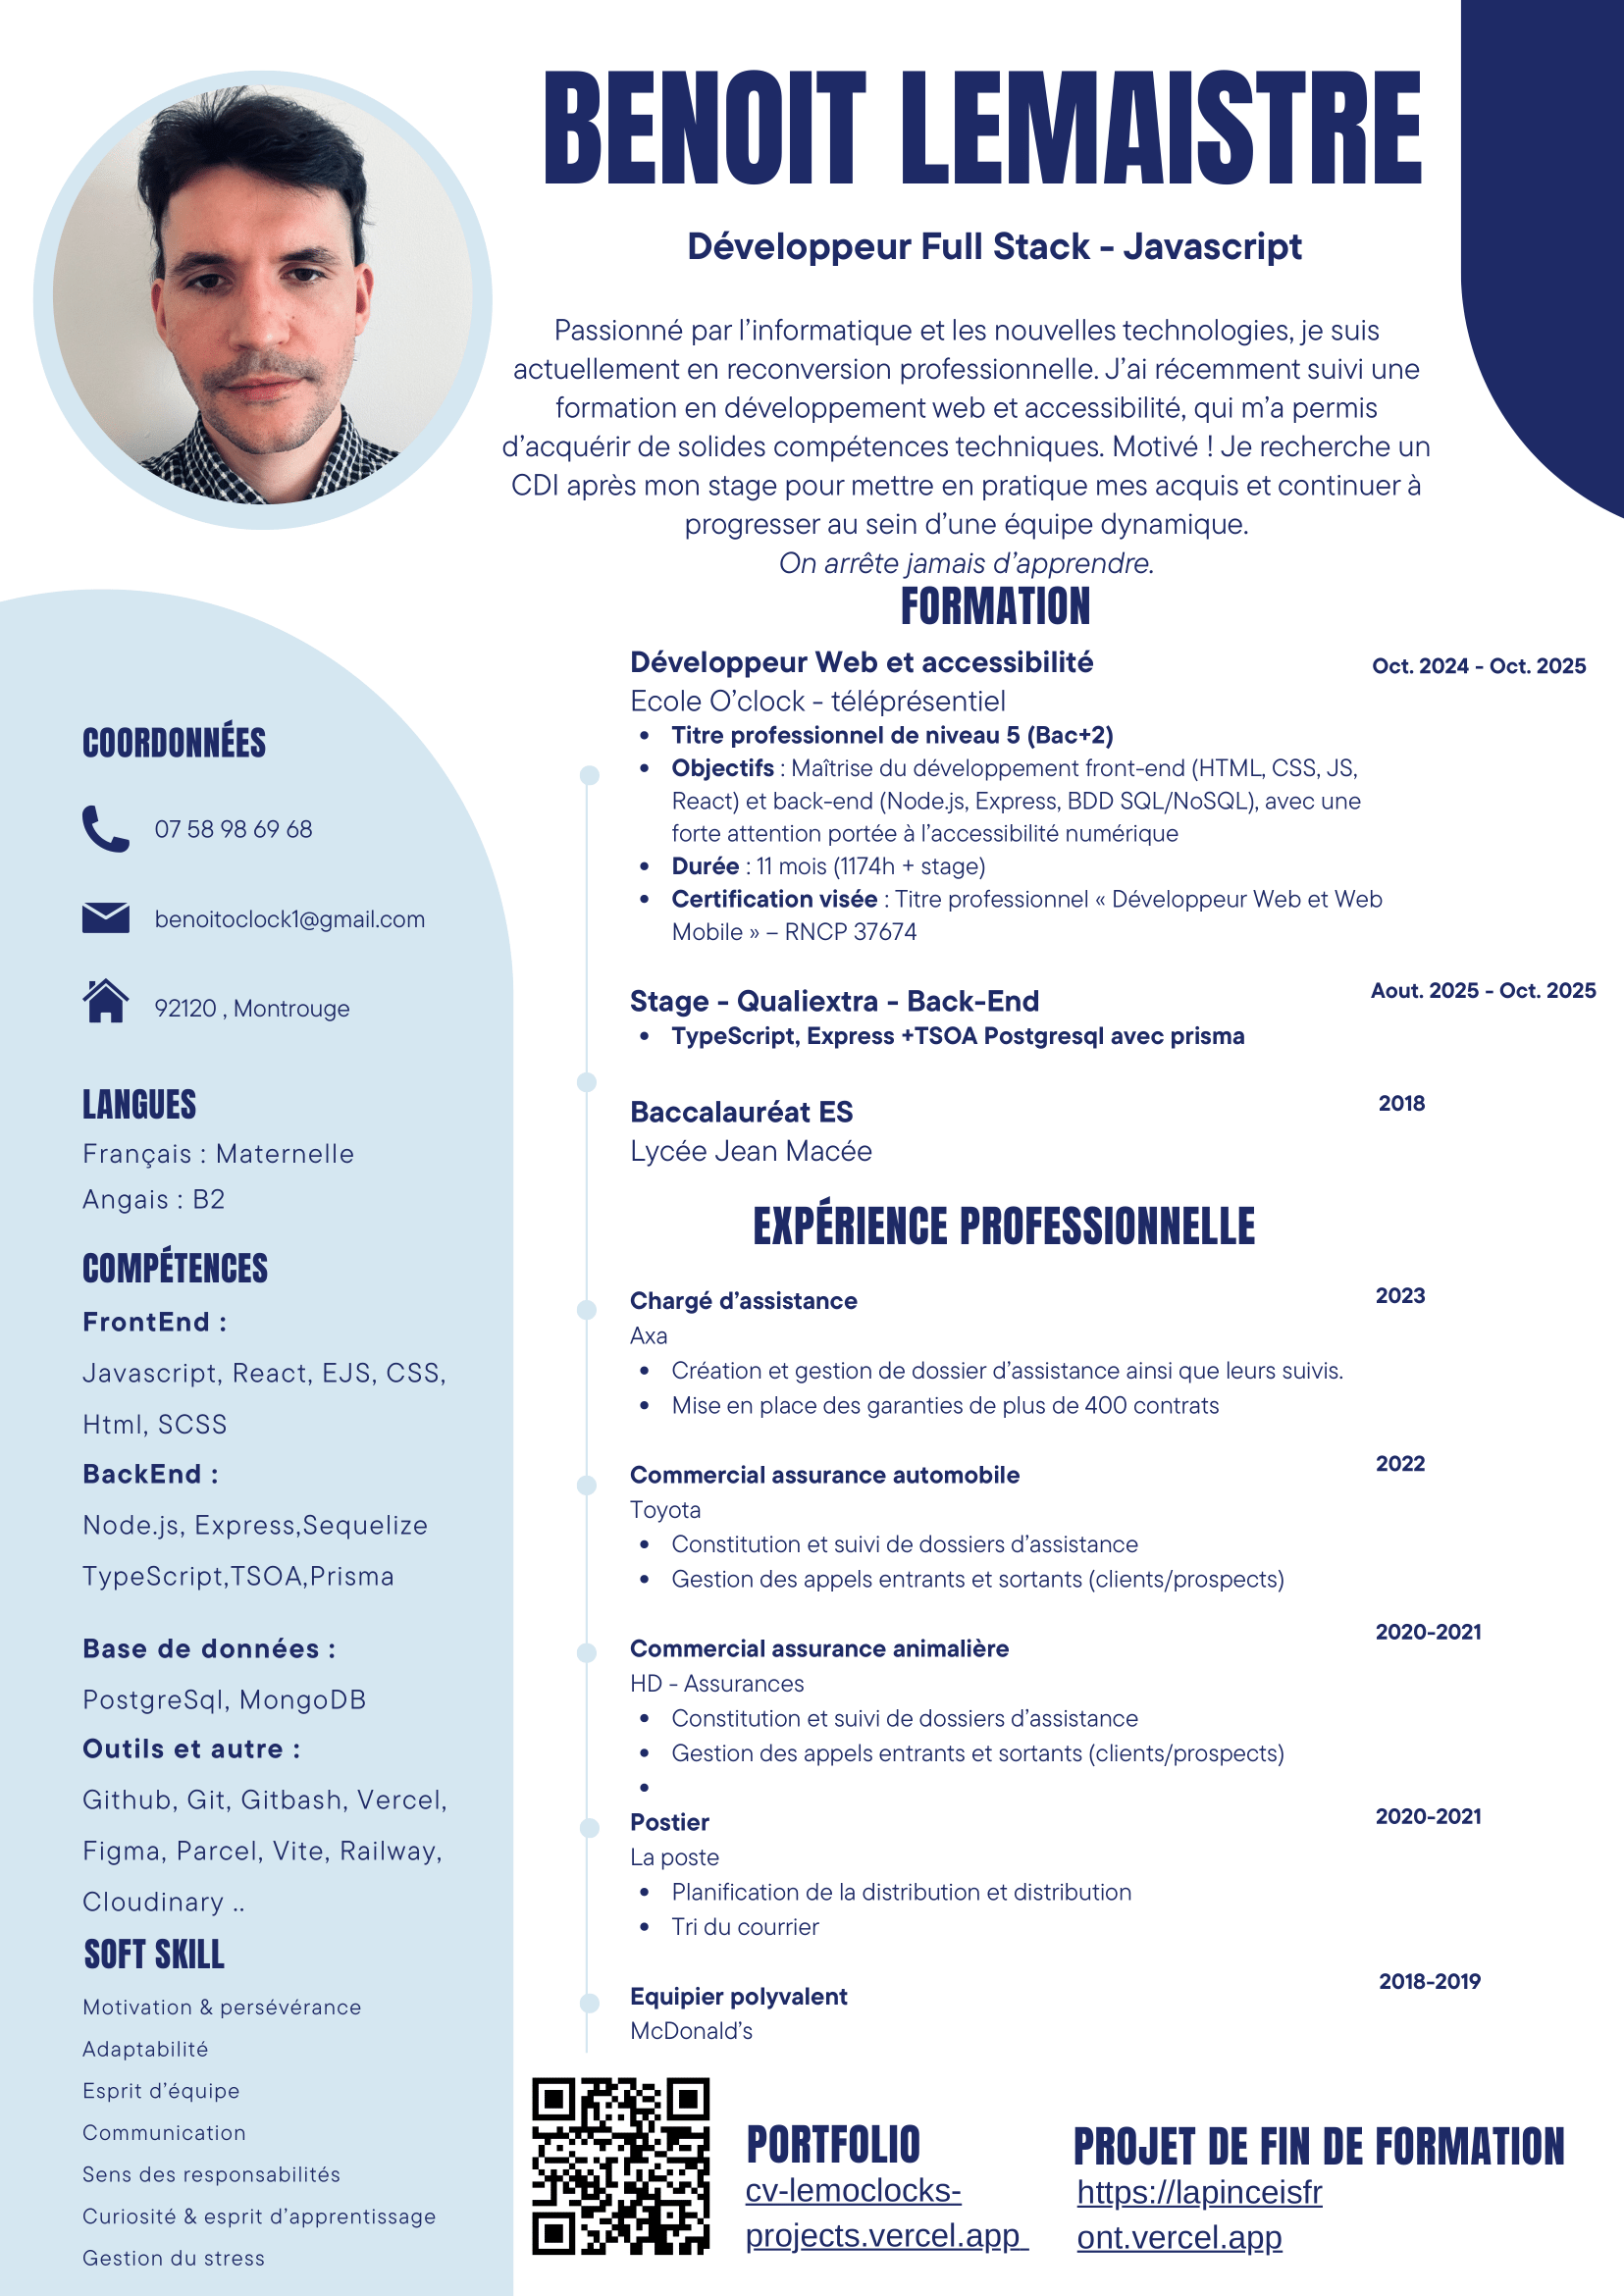 BENOIT LEMAISTRE
Développeur Full Stack - Javascript
Passionné par l’informatique et les nouvelles technologies, je suis
actuellement en reconversion professionnelle. J’ai récemment suivi une
formation en développement web et accessibilité, qui m’a permis
d’acquérir de solides compétences techniques. Motivé ! Je recherche un
CDI après mon stage pour mettre en pratique mes acquis et continuer à
progresser au sein d’une équipe dynamique.
On arrête jamais d’apprendre.
COORDONNÉES
07 58 98 69 68
benoitoclock1@gmail.com
92120 , Montrouge
LANGUES
Français : Maternelle
Angais : B2
COMPÉTENCES
FrontEnd :
Javascript, React, EJS, CSS,
Html, SCSS
BackEnd :
Node.js, Express,Sequelize
TypeScript,TSOA,Prisma
Base de données :
PostgreSql, MongoDB
Outils et autre :
Github, Git, Gitbash, Vercel,
Figma, Parcel, Vite, Railway,
Cloudinary ..
SOFT SKILL
Motivation & persévérance
Adaptabilité
Esprit d’équipe
Communication
Sens des responsabilités
Curiosité & esprit d’apprentissage
Gestion du stress
FORMATION
Développeur Web et accessibilité
Oct. 2024 - Oct. 2025
Ecole O’clock - téléprésentiel
• Titre professionnel de niveau 5 (Bac+2)
• Objectifs : Maîtrise du développement front-end (HTML, CSS, JS,
React) et back-end (Node.js, Express, BDD SQL/NoSQL), avec une
forte attention portée à l’accessibilité numérique
• Durée : 11 mois (1174h + stage)
• Certification visée : Titre professionnel « Développeur Web et Web
Mobile » – RNCP 37674
Stage - Qualiextra - Back-End
Aout. 2025 - Oct. 2025
• TypeScript, Express +TSOA Postgresql avec prisma
Baccalauréat ES
2018
Lycée Jean Macée
EXPÉRIENCE PROFESSIONNELLE
Chargé d’assistance
2023
Axa
• Création et gestion de dossier d’assistance ainsi que leurs suivis.
• Mise en place des garanties de plus de 400 contrats
Commercial assurance automobile
2022
Toyota
• Constitution et suivi de dossiers d’assistance
• Gestion des appels entrants et sortants (clients/prospects)
Commercial assurance animalière
2020-2021
HD - Assurances
• Constitution et suivi de dossiers d’assistance
• Gestion des appels entrants et sortants (clients/prospects)
•
Postier
2020-2021
La poste
• Planification de la distribution et distribution
• Tri du courrier
Equipier polyvalent
2018-2019
McDonald’s
PORTFOLIO
cv-lemoclocks-
projects.vercel.app
PROJET DE FIN DE FORMATION
https://lapinceisfr
ont.vercel.app